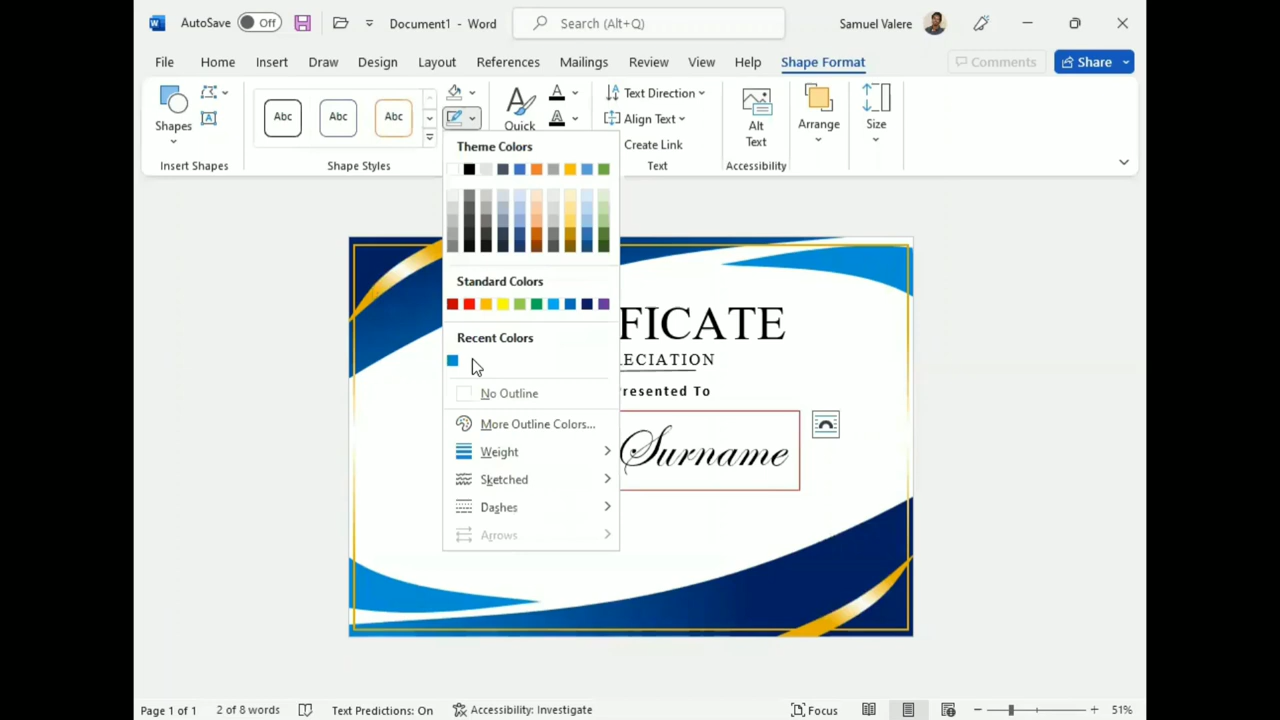 AutoSave Off Document1 - Word Search (Alt+Q) Samuel Valere
File Home Insert Draw Design Layout References Mailings Review View Help Shape Format Comments Share
Shapes Abc Abc Abc Quick A A Text Direction Align Text Create Link Alt Text Arrange Size
Insert Shapes Shape Styles Text Accessibility
Theme Colors
Standard Colors
Recent Colors
No Outline
More Outline Colors...
Weight
Sketched
Dashes
Arrows
FICATE
ECIATION
resented To
Surname
Page 1 of 1 2 of 8 words Text Predictions: On Accessibility: Investigate Focus 51%